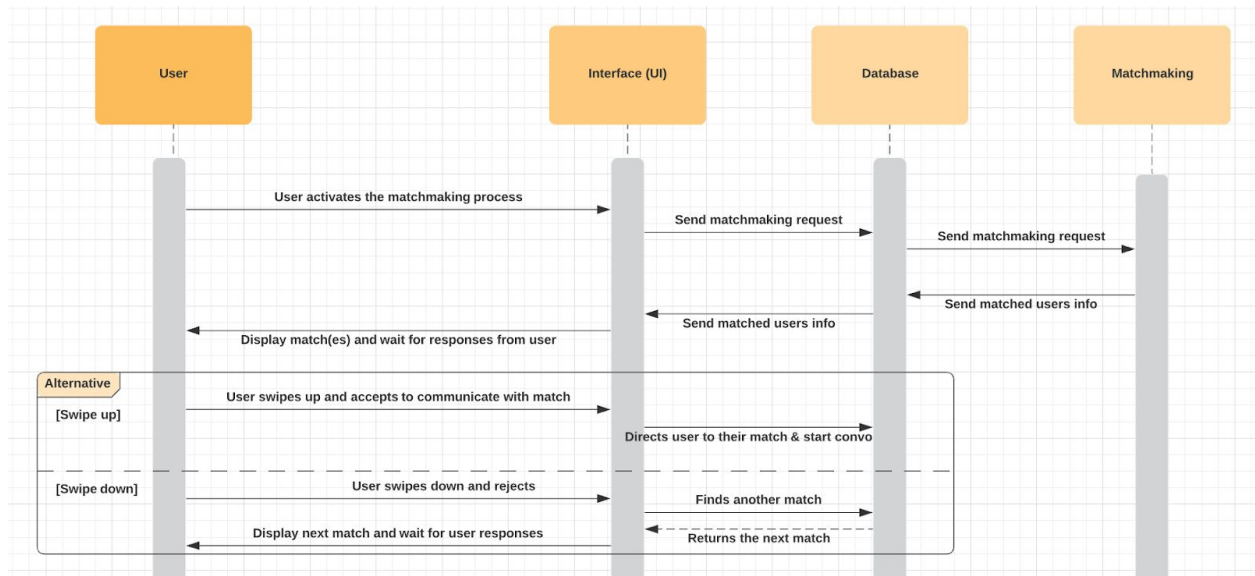 User
Interface (UI)
Database
Matchmaking
User activates the matchmaking process
Send matchmaking request
Send matchmaking request
Send matched users info
Send matched users info
Display match(es) and wait for responses from user
Alternative
[Swipe up]
User swipes up and accepts to communicate with match
Directs user to their match & start convo
[Swipe down]
User swipes down and rejects
Finds another match
Returns the next match
Display next match and wait for user responses